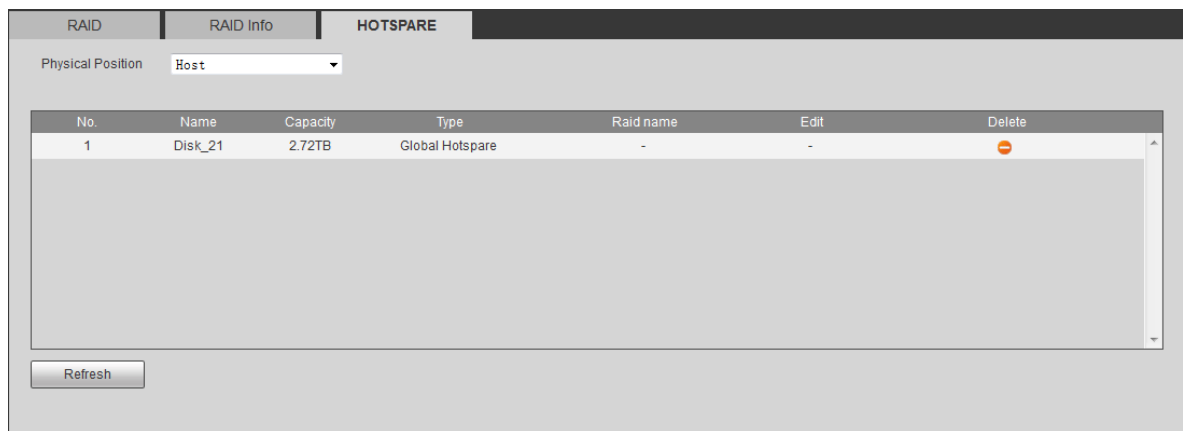 RAID RAID Info HOTSPARE
Physical Position Host
No. Name Capacity Type Raid name Edit Delete
1 Disk_21 2.72TB Global Hotspare - -
Refresh